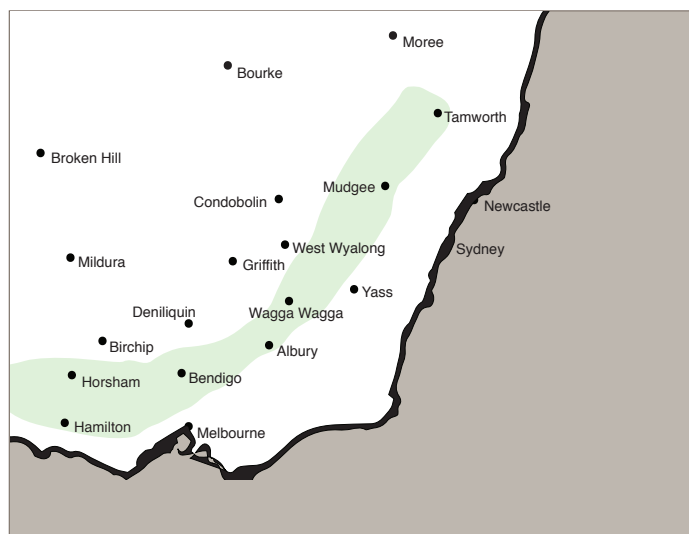 Moree
Bourke
Tamworth
Broken Hill
Mudgee
Condobolin
Newcastle
West Wyalong
Sydney
Mildura
Griffith
Yass
Deniliquin
Wagga Wagga
Birchip
Albury
Horsham
Bendigo
Hamilton
Melbourne